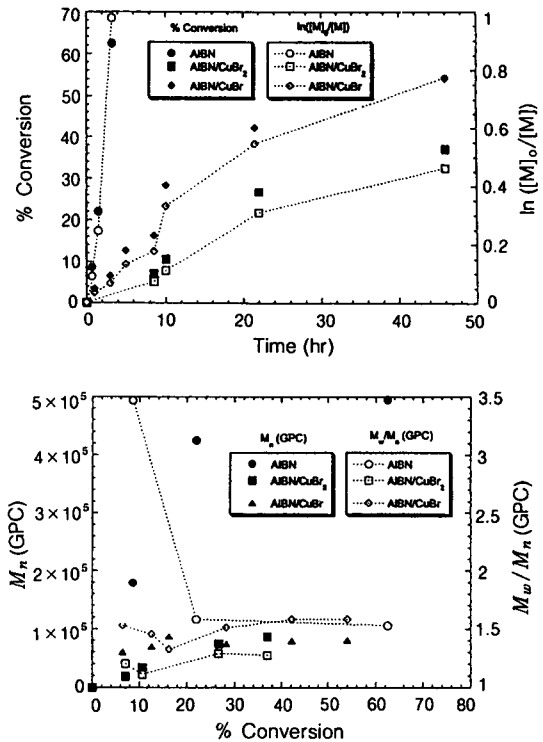 % Conversion
ln([M]o/[M])
AIBN
AIBN/CuBr2
AIBN/CuBr
AIBN
AIBN/CuBr2
AIBN/CuBr
70
60
50
40
30
20
10
0
% Conversion
1
0.8
0.6
0.4
0.2
0
ln ([M]o/[M])
0
10
20
30
40
50
Time (hr)
5 × 10^5
4 × 10^5
3 × 10^5
2 × 10^5
1 × 10^5
0
Mn (GPC)
Mn (GPC)
AIBN
AIBN/CuBr2
AIBN/CuBr
Mw/Mn (GPC)
AIBN
AIBN/CuBr2
AIBN/CuBr
3.5
3
2.5
2
1.5
1
Mw/Mn (GPC)
0
10
20
30
40
50
60
70
80
% Conversion